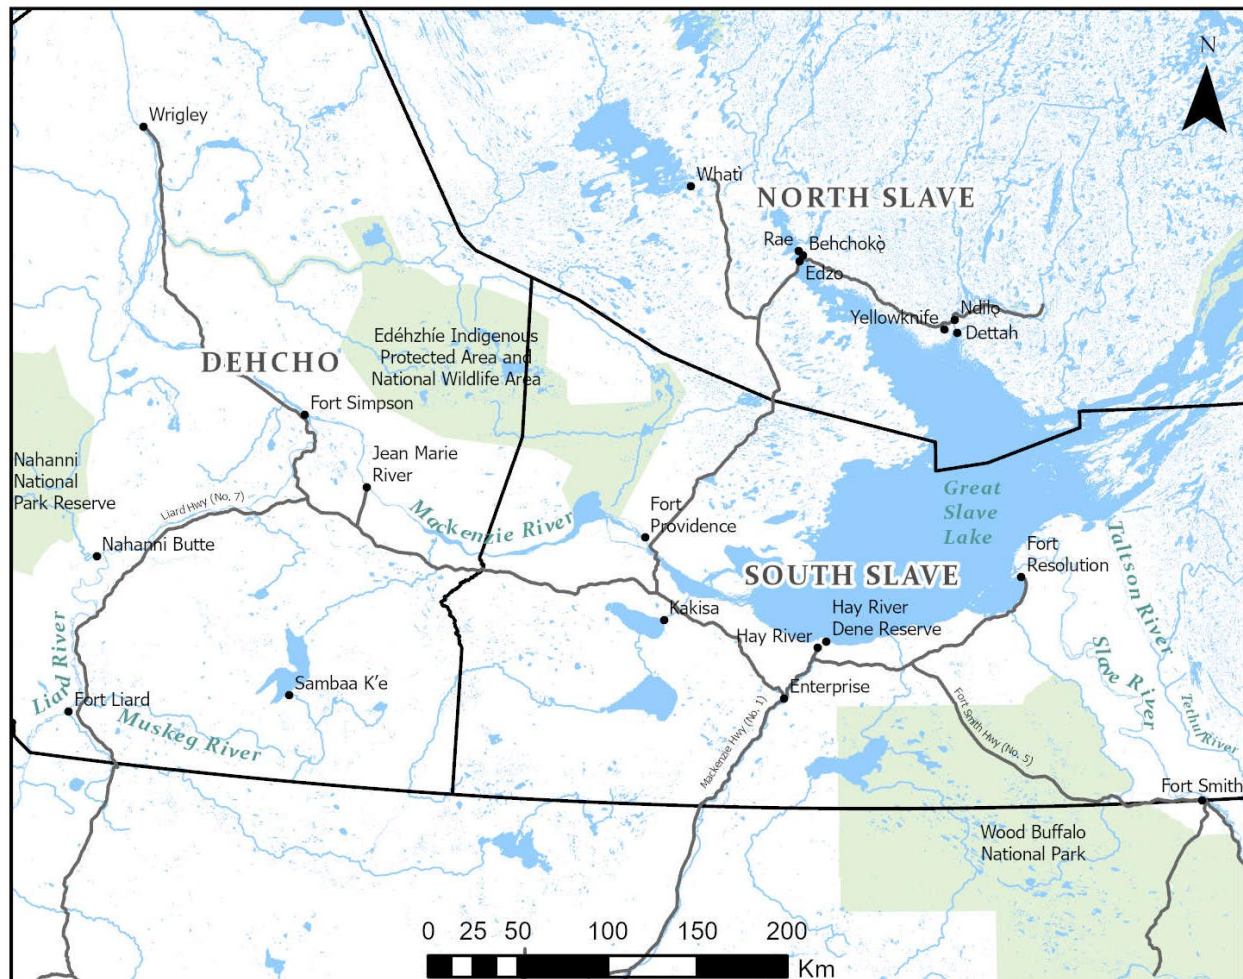 N
Wrigley
Whatì
NORTH SLAVE
Rae
Behchokǫ̀
Edzo
Ndilǫ
Yellowknife
Dettah
Edéhzhíe Indigenous
Protected Area and
National Wildlife Area
DEHCHO
Fort Simpson
Jean Marie
River
Nahanni
National
Park Reserve
Liard Hwy (No. 7)
Mackenzie River
Nahanni Butte
Fort
Providence
Great
Slave
Lake
Fort
Resolution
Taltson River
SOUTH SLAVE
Kakisa
Hay River
Dene Reserve
Hay River
Slave River
Liard River
Sambaa K'e
Enterprise
Fort Liard
Muskeg River
Mackenzie Hwy (No. 1)
Fort Smith Hwy (No. 5)
Tethul River
Fort Smith
Wood Buffalo
National Park
0 25 50 100 150 200
Km